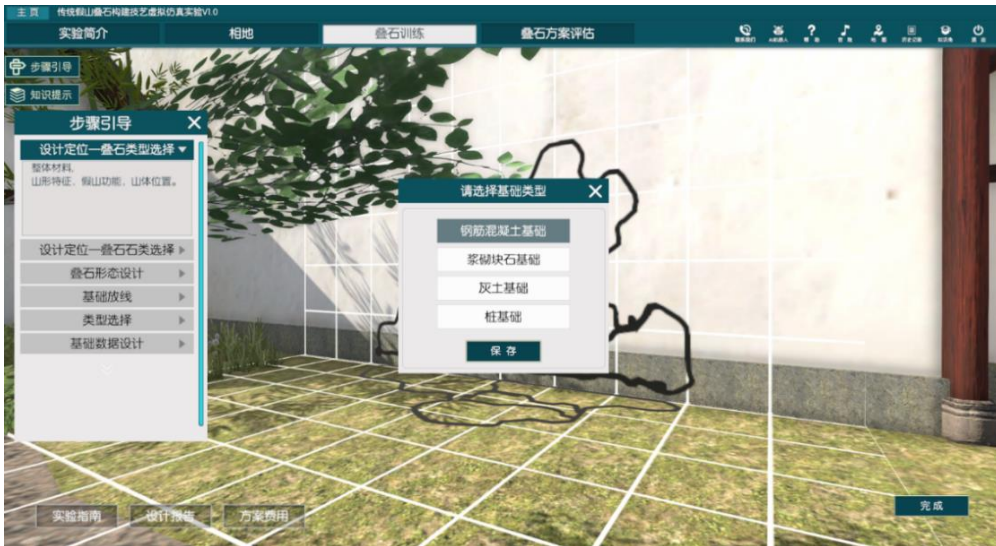 主页
传统假山叠石构建技艺虚拟仿真实验V1.0
实验简介
相地
叠石训练
叠石方案评估
步骤引导
知识提示
步骤引导
设计定位—叠石类型选择
整体材料,
山形特征、假山功能、山体位置。
设计定位—叠石石类选择
叠石形态设计
基础放线
类型选择
基础数据设计
请选择基础类型
钢筋混凝土基础
浆砌块石基础
灰土基础
桩基础
保存
实验指南
设计报告
方案费用
完成